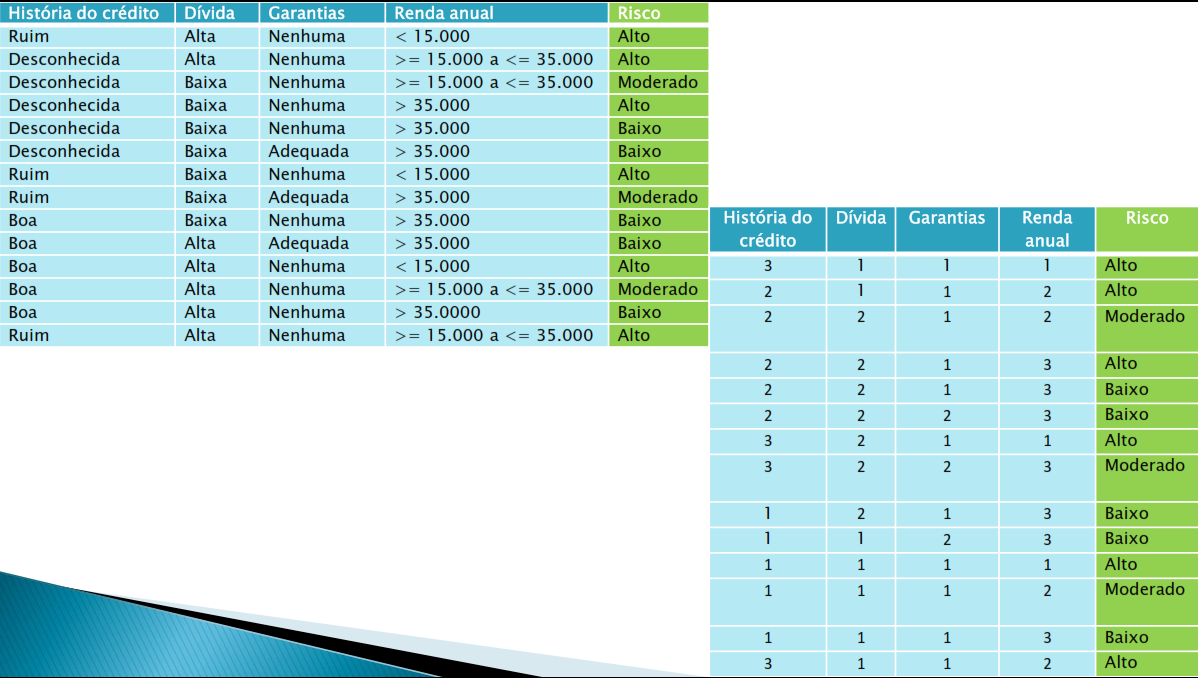 História do crédito Dívida Garantias Renda anual Risco
Ruim Alta Nenhuma < 15.000 Alto
Desconhecida Alta Nenhuma >= 15.000 a <= 35.000 Alto
Desconhecida Baixa Nenhuma >= 15.000 a <= 35.000 Moderado
Desconhecida Baixa Nenhuma > 35.000 Alto
Desconhecida Baixa Nenhuma > 35.000 Baixo
Desconhecida Baixa Adequada > 35.000 Baixo
Ruim Baixa Nenhuma < 15.000 Alto
Ruim Baixa Adequada > 35.000 Moderado
Boa Baixa Nenhuma > 35.000 Baixo
Boa Alta Adequada > 35.000 Baixo
Boa Alta Nenhuma < 15.000 Alto
Boa Alta Nenhuma >= 15.000 a <= 35.000 Moderado
Boa Alta Nenhuma > 35.0000 Baixo
Ruim Alta Nenhuma >= 15.000 a <= 35.000 Alto
História do Dívida Garantias Renda Risco
crédito anual
3 1 1 1 Alto
2 1 1 2 Alto
2 2 1 2 Moderado
2 2 1 3 Alto
2 2 1 3 Baixo
2 2 2 3 Baixo
3 2 1 1 Alto
3 2 2 3 Moderado
1 2 1 3 Baixo
1 1 2 3 Baixo
1 1 1 1 Alto
1 1 1 2 Moderado
1 1 1 3 Baixo
3 1 1 2 Alto